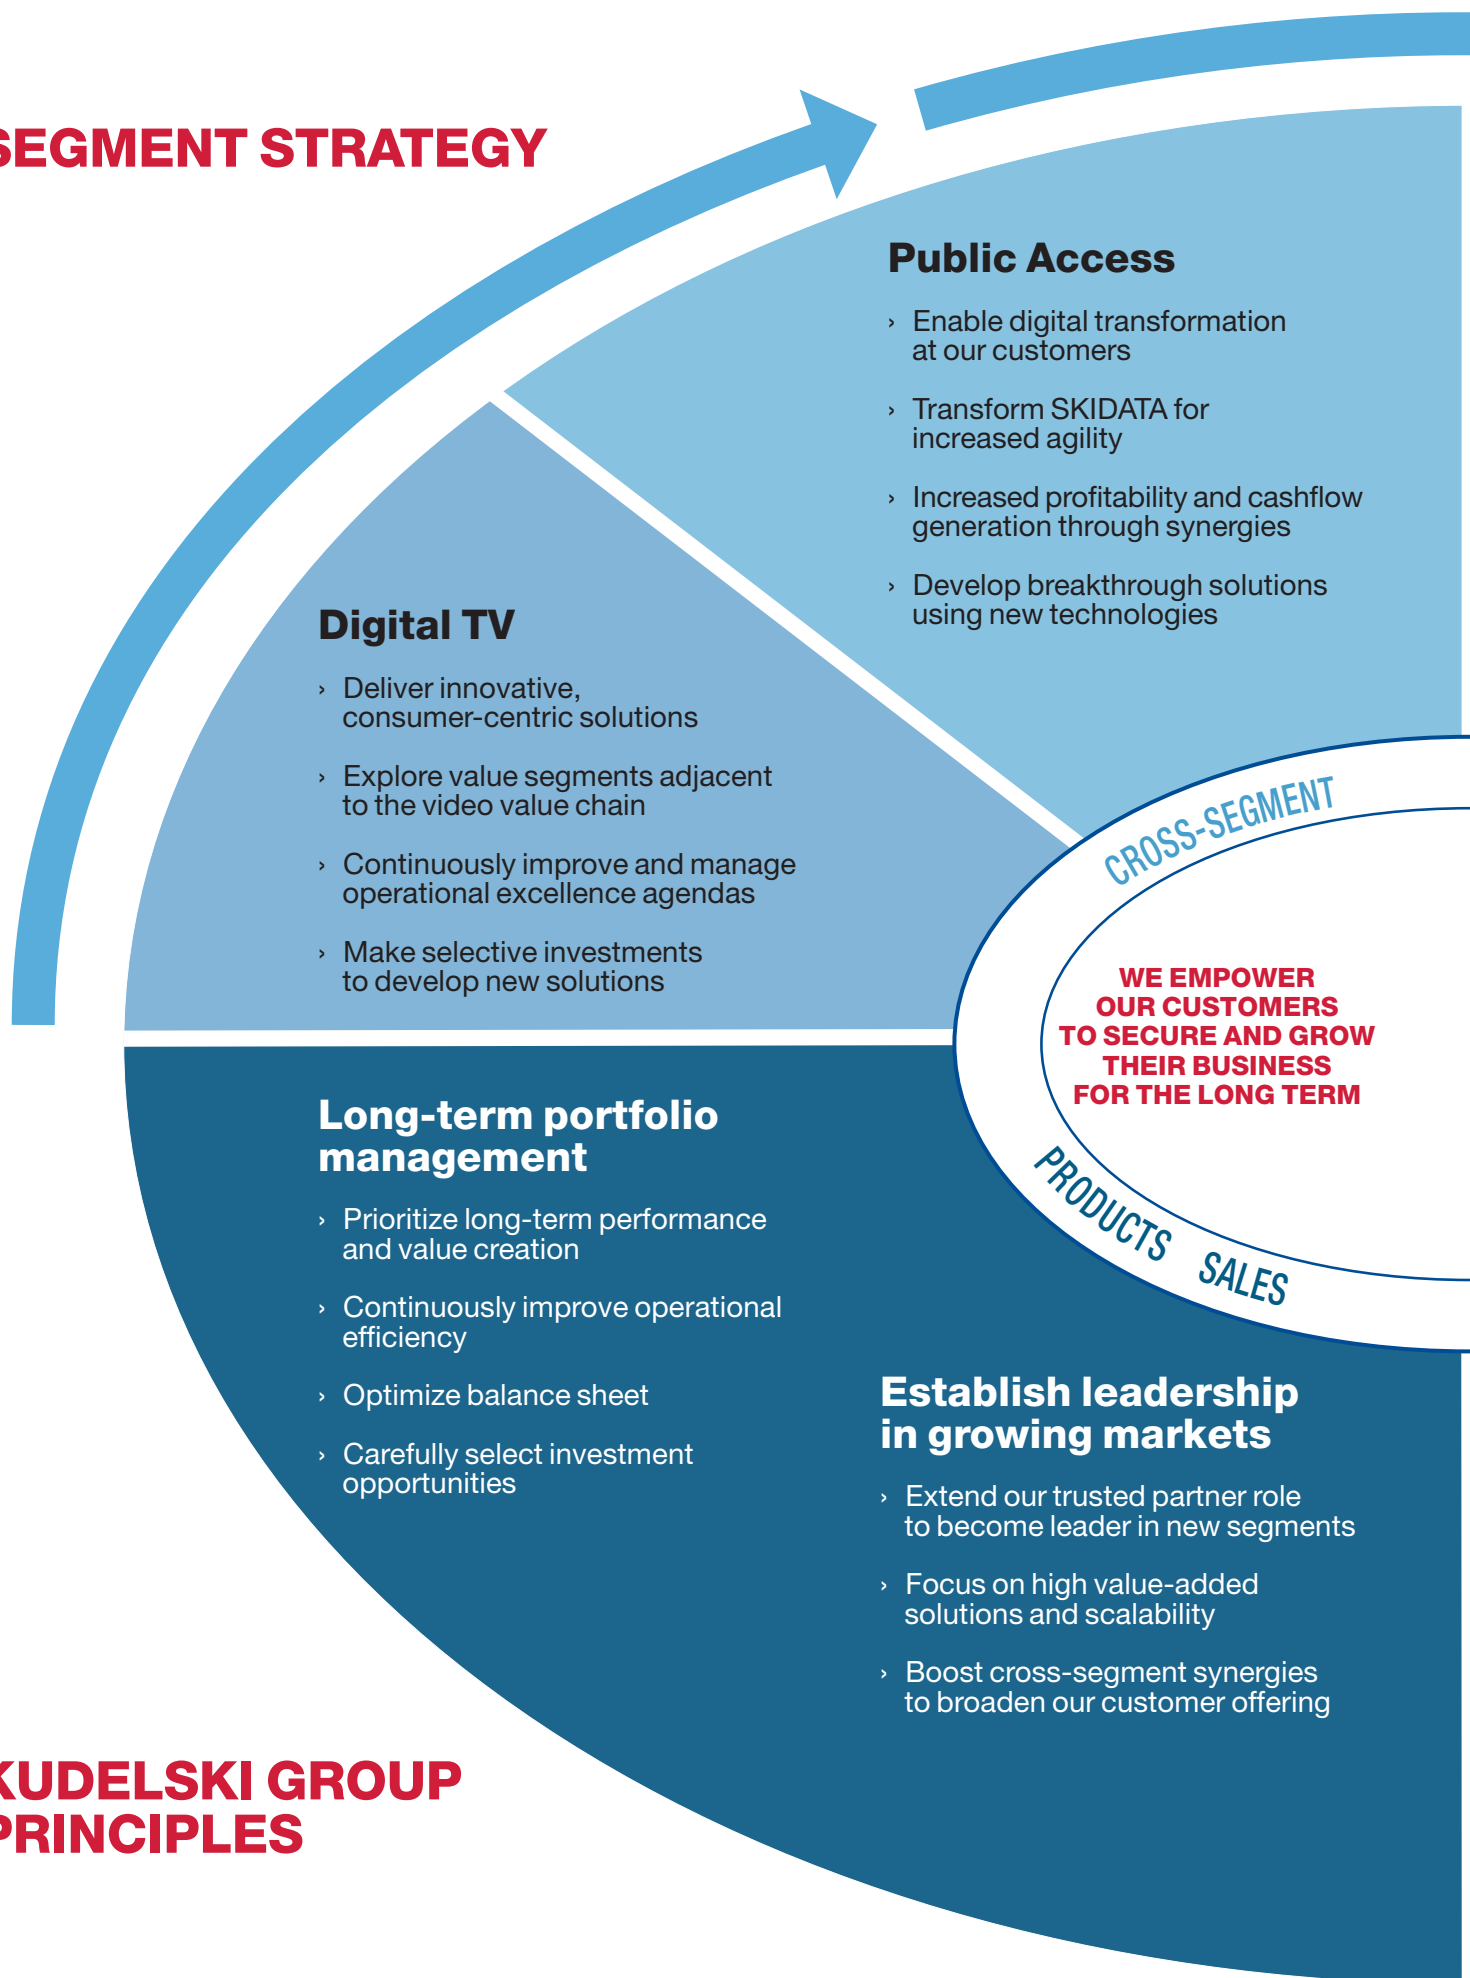 SEGMENT STRATEGY
Public Access
› Enable digital transformation
at our customers
› Transform SKIDATA for
increased agility
› Increased profitability and cashflow
generation through synergies
› Develop breakthrough solutions
using new technologies
Digital TV
› Deliver innovative,
consumer-centric solutions
› Explore value segments adjacent
to the video value chain
› Continuously improve and manage
operational excellence agendas
› Make selective investments
to develop new solutions
CROSS-SEGMENT
WE EMPOWER
OUR CUSTOMERS
TO SECURE AND GROW
THEIR BUSINESS
FOR THE LONG TERM
PRODUCTS SALES
Long-term portfolio
management
› Prioritize long-term performance
and value creation
› Continuously improve operational
efficiency
› Optimize balance sheet
› Carefully select investment
opportunities
Establish leadership
in growing markets
› Extend our trusted partner role
to become leader in new segments
› Focus on high value-added
solutions and scalability
› Boost cross-segment synergies
to broaden our customer offering
KUDELSKI GROUP
PRINCIPLES